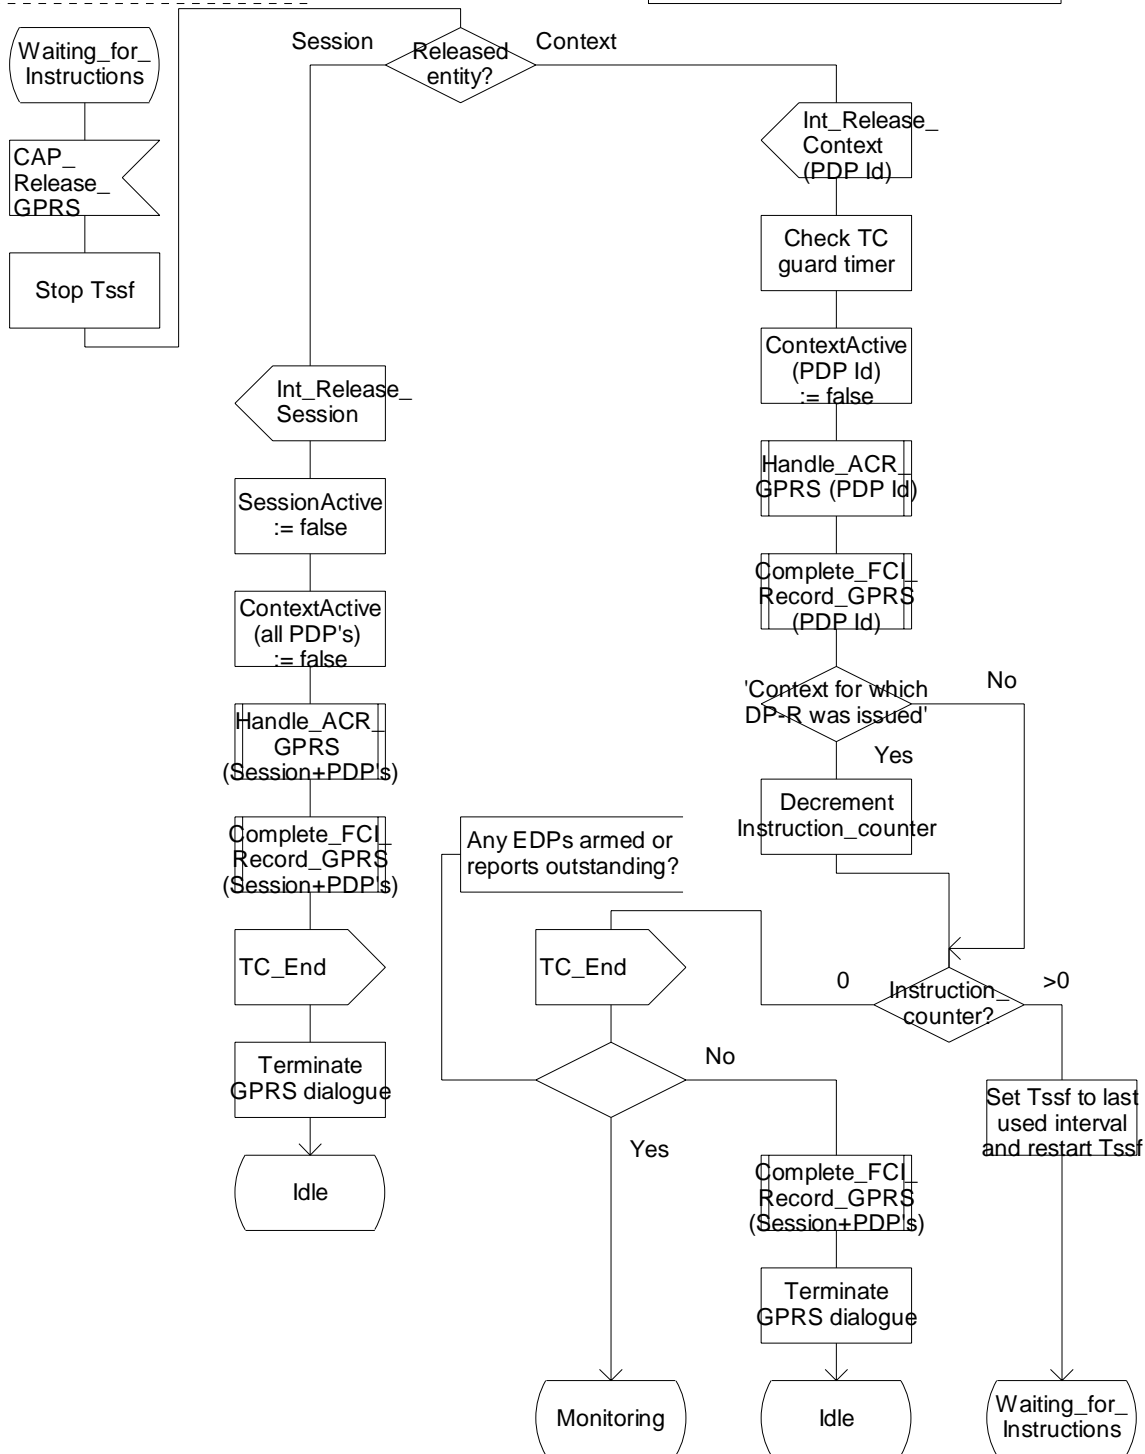 Waiting_for_
Instructions
CAP_
Release_
GPRS
Stop Tssf
Session
Released
entity?
Context
Int_Release_
Session
SessionActive
:= false
ContextActive
(all PDP's)
:= false
Handle_ACR_
GPRS
(Session+PDP's)
Complete_FCI_
Record_GPRS
(Session+PDP's)
TC_End
Terminate
GPRS dialogue
Idle
Int_Release_
Context
(PDP Id)
Check TC
guard timer
ContextActive
(PDP Id)
:= false
Handle_ACR_
GPRS (PDP Id)
Complete_FCI_
Record_GPRS
(PDP Id)
'Context for which
DP-R was issued'
No
Yes
Decrement
Instruction_counter
Instruction_
counter?
0
>0
Any EDPs armed or
reports outstanding?
TC_End
No
Yes
Monitoring
Complete_FCI_
Record_GPRS
(Session+PDP's)
Terminate
GPRS dialogue
Idle
Set Tssf to last
used interval
and restart Tssf
Waiting_for_
Instructions